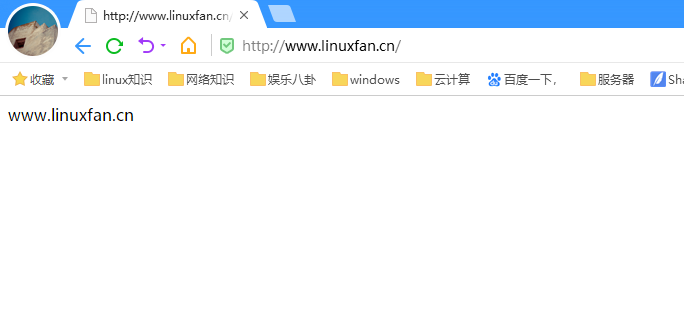 http://www.linuxfan.cn/
http://www.linuxfan.cn/
收藏 linux知识 网络知识 娱乐八卦 windows 云计算 百度一下， 服务器 Sha
www.linuxfan.cn